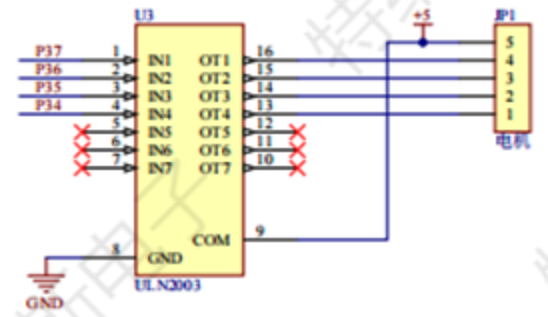 U3
+5
JP1
P37 1 IN1 OT1 16 5
P36 2 IN2 OT2 15 4
P35 3 IN3 OT3 14 3
P34 4 IN4 OT4 13 2
5 IN5 OT5 12 1
6 IN6 OT6 11
7 IN7 OT7 10
电机
COM 9
8 GND
GND
ULN2003
电子